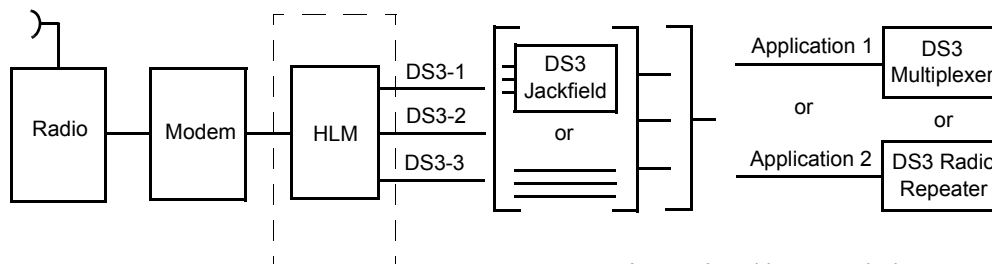 Radio
Modem
HLM
DS3-1
DS3-2
DS3-3
DS3
Jackfield
or
Application 1
or
Application 2
DS3
Multiplexer
or
DS3 Radio
Repeater